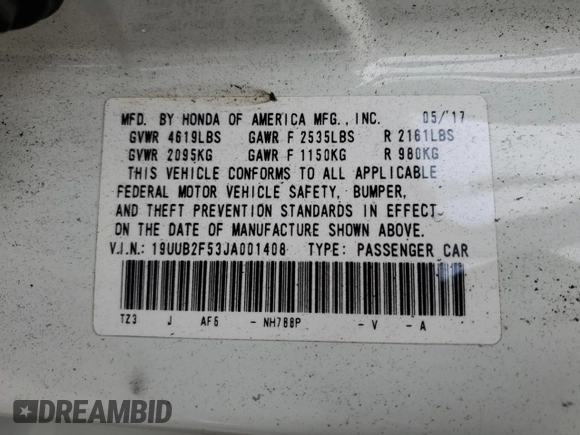 MFD. BY HONDA OF AMERICA MFG., INC. 05/'17
GVWR 4619LBS GAWR F 2535LBS R 2161LBS
GVWR 2095KG GAWR F 1150KG R 980KG
THIS VEHICLE CONFORMS TO ALL APPLICABLE
FEDERAL MOTOR VEHICLE SAFETY, BUMPER,
AND THEFT PREVENTION STANDARDS IN EFFECT
ON THE DATE OF MANUFACTURE SHOWN ABOVE.
V.I.N.: 19UUB2F53JA001408 TYPE: PASSENGER CAR
TZ3 J AF6 - NH788P - V - A
DREAMBID